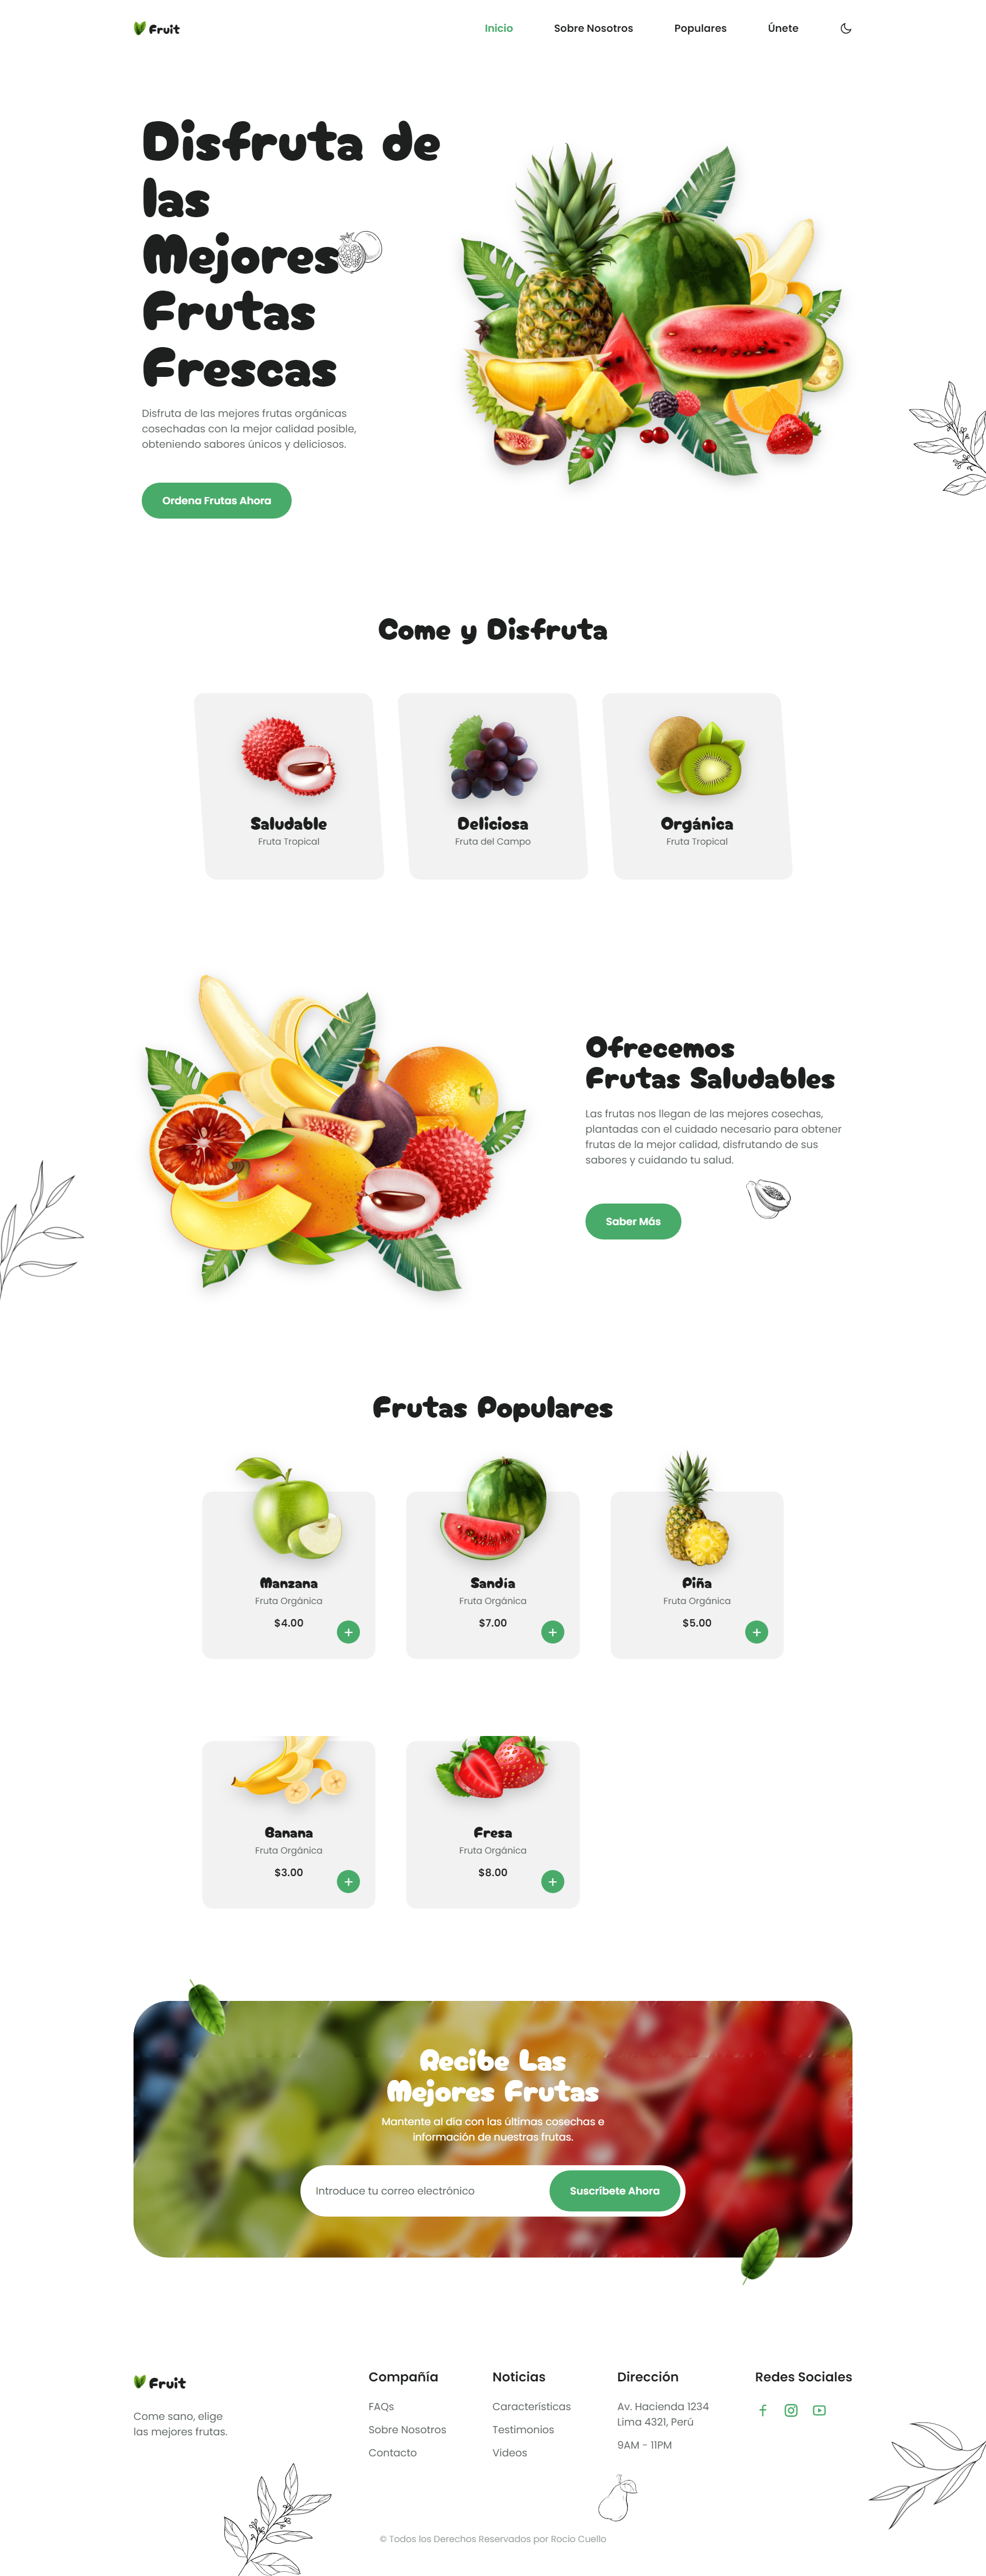 Fruit
Inicio
Sobre Nosotros
Populares
Únete
Disfruta de
las
Mejores
Frutas
Frescas
Disfruta de las mejores frutas orgánicas
cosechadas con la mejor calidad posible,
obteniendo sabores únicos y deliciosos.
Ordena Frutas Ahora
Come y Disfruta
Saludable
Fruta Tropical
Deliciosa
Fruta del Campo
Orgánica
Fruta Tropical
Ofrecemos
Frutas Saludables
Las frutas nos llegan de las mejores cosechas,
plantadas con el cuidado necesario para obtener
frutas de la mejor calidad, disfrutando de sus
sabores y cuidando tu salud.
Saber Más
Frutas Populares
Manzana
Fruta Orgánica
$4.00
+
Sandía
Fruta Orgánica
$7.00
+
Piña
Fruta Orgánica
$5.00
+
Banana
Fruta Orgánica
$3.00
+
Fresa
Fruta Orgánica
$8.00
+
Recibe Las
Mejores Frutas
Mantente al día con las últimas cosechas e
información de nuestras frutas.
Introduce tu correo electrónico
Suscríbete Ahora
Fruit
Come sano, elige
las mejores frutas.
Compañía
FAQs
Sobre Nosotros
Contacto
Noticias
Características
Testimonios
Videos
Dirección
Av. Hacienda 1234
Lima 4321, Perú
9AM - 11PM
Redes Sociales
© Todos los Derechos Reservados por Rocio Cuello